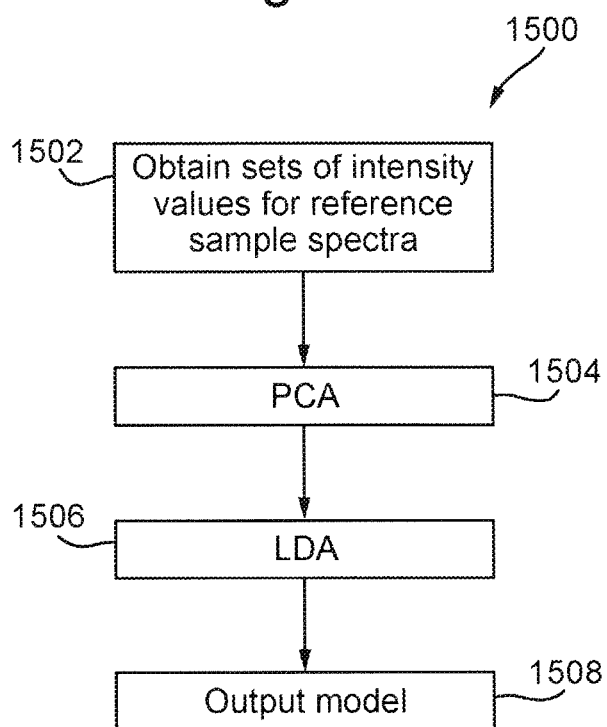 1500
1502
Obtain sets of intensity
values for reference
sample spectra
1504
PCA
1506
LDA
1508
Output model